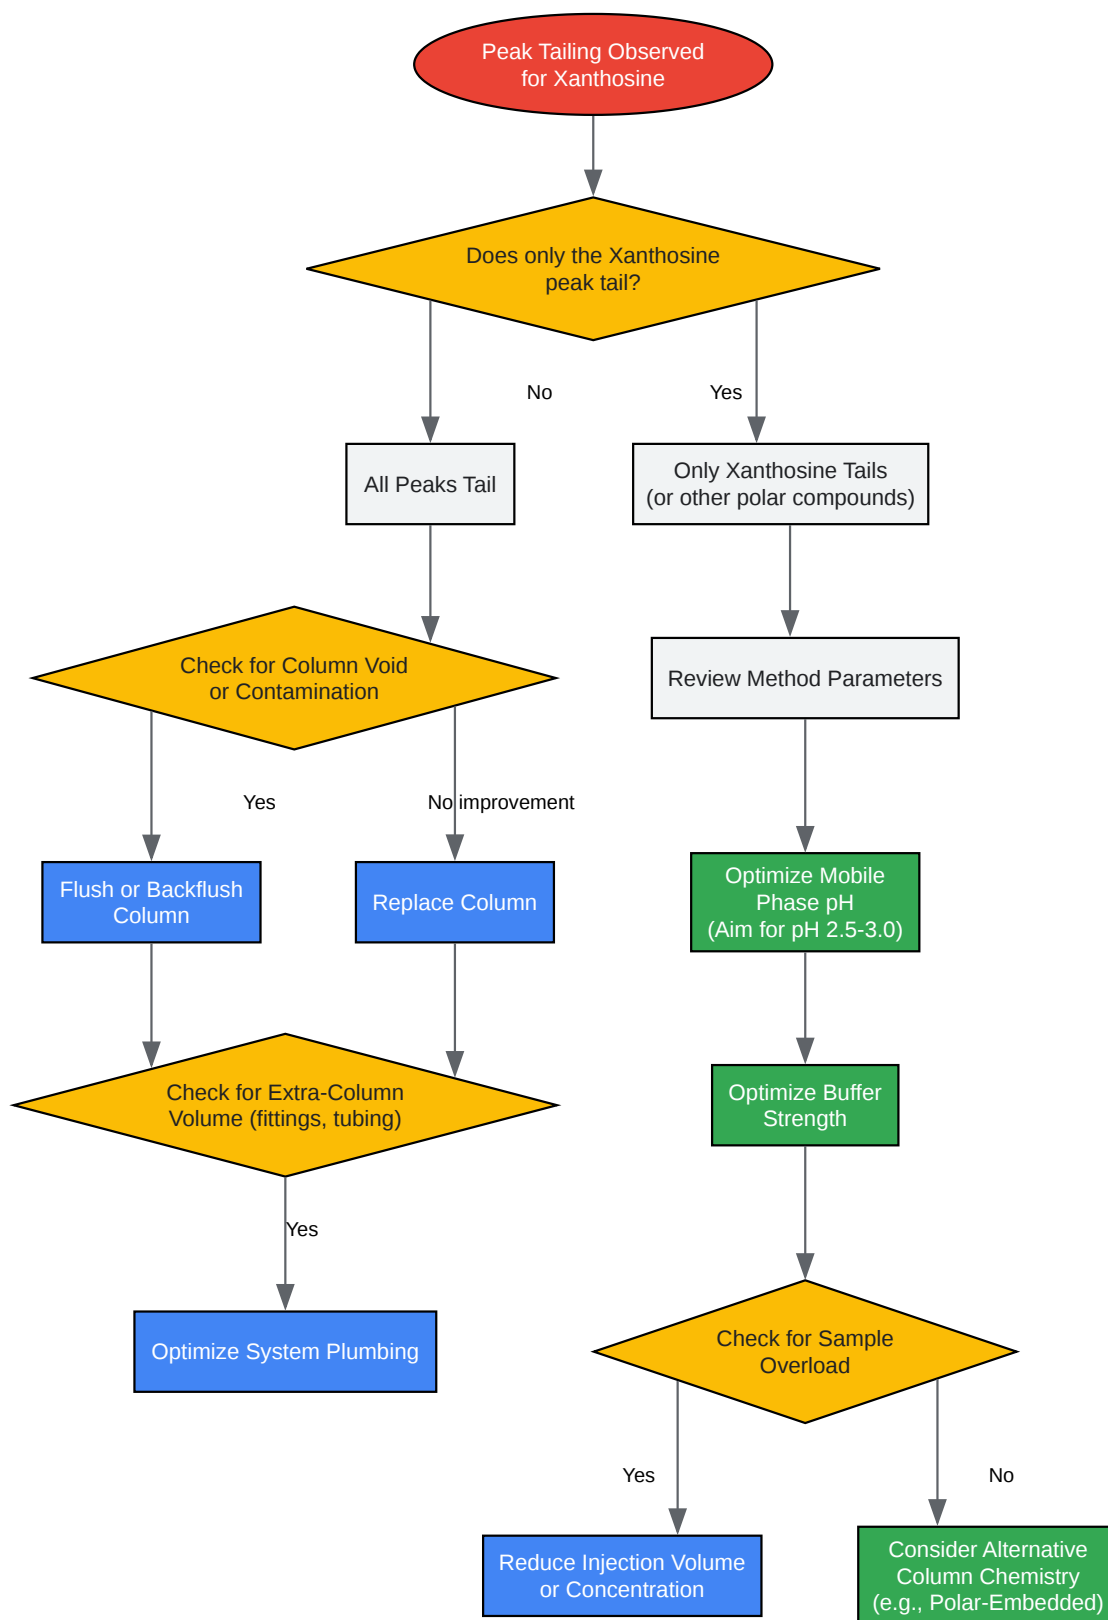 Peak Tailing Observed
for Xanthosine
Does only the Xanthosine
peak tail?
No
Yes
All Peaks Tail
Only Xanthosine Tails
(or other polar compounds)
Check for Column Void
or Contamination
Review Method Parameters
Yes
No improvement
Flush or Backflush
Column
Replace Column
Optimize Mobile
Phase pH
(Aim for pH 2.5-3.0)
Check for Extra-Column
Volume (fittings, tubing)
Optimize Buffer
Strength
Yes
Optimize System Plumbing
Check for Sample
Overload
Yes
No
Reduce Injection Volume
or Concentration
Consider Alternative
Column Chemistry
(e.g., Polar-Embedded)